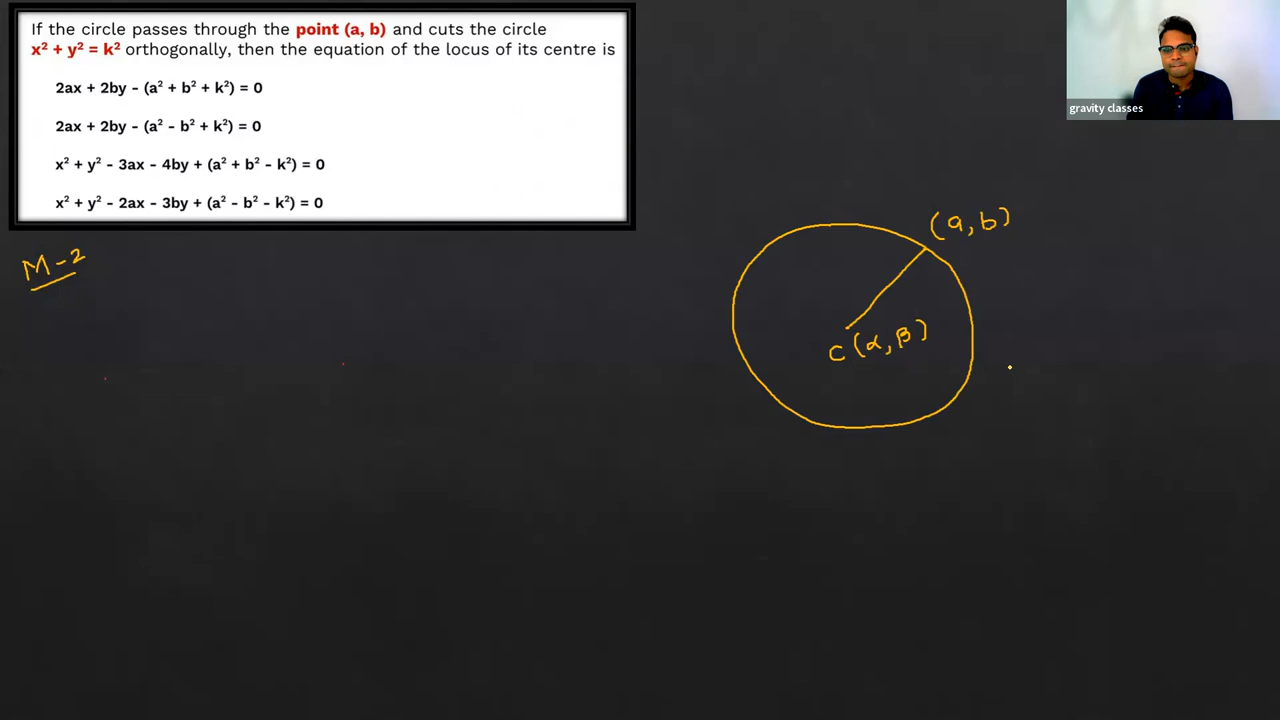 If the circle passes through the point (a, b) and cuts the circle
x² + y² = k² orthogonally, then the equation of the locus of its centre is
2ax + 2by - (a² + b² + k²) = 0
2ax + 2by - (a² - b² + k²) = 0
x² + y² - 3ax - 4by + (a² + b² - k²) = 0
x² + y² - 2ax - 3by + (a² - b² - k²) = 0
gravity classes
M-2
(a, b)
C (α, β)